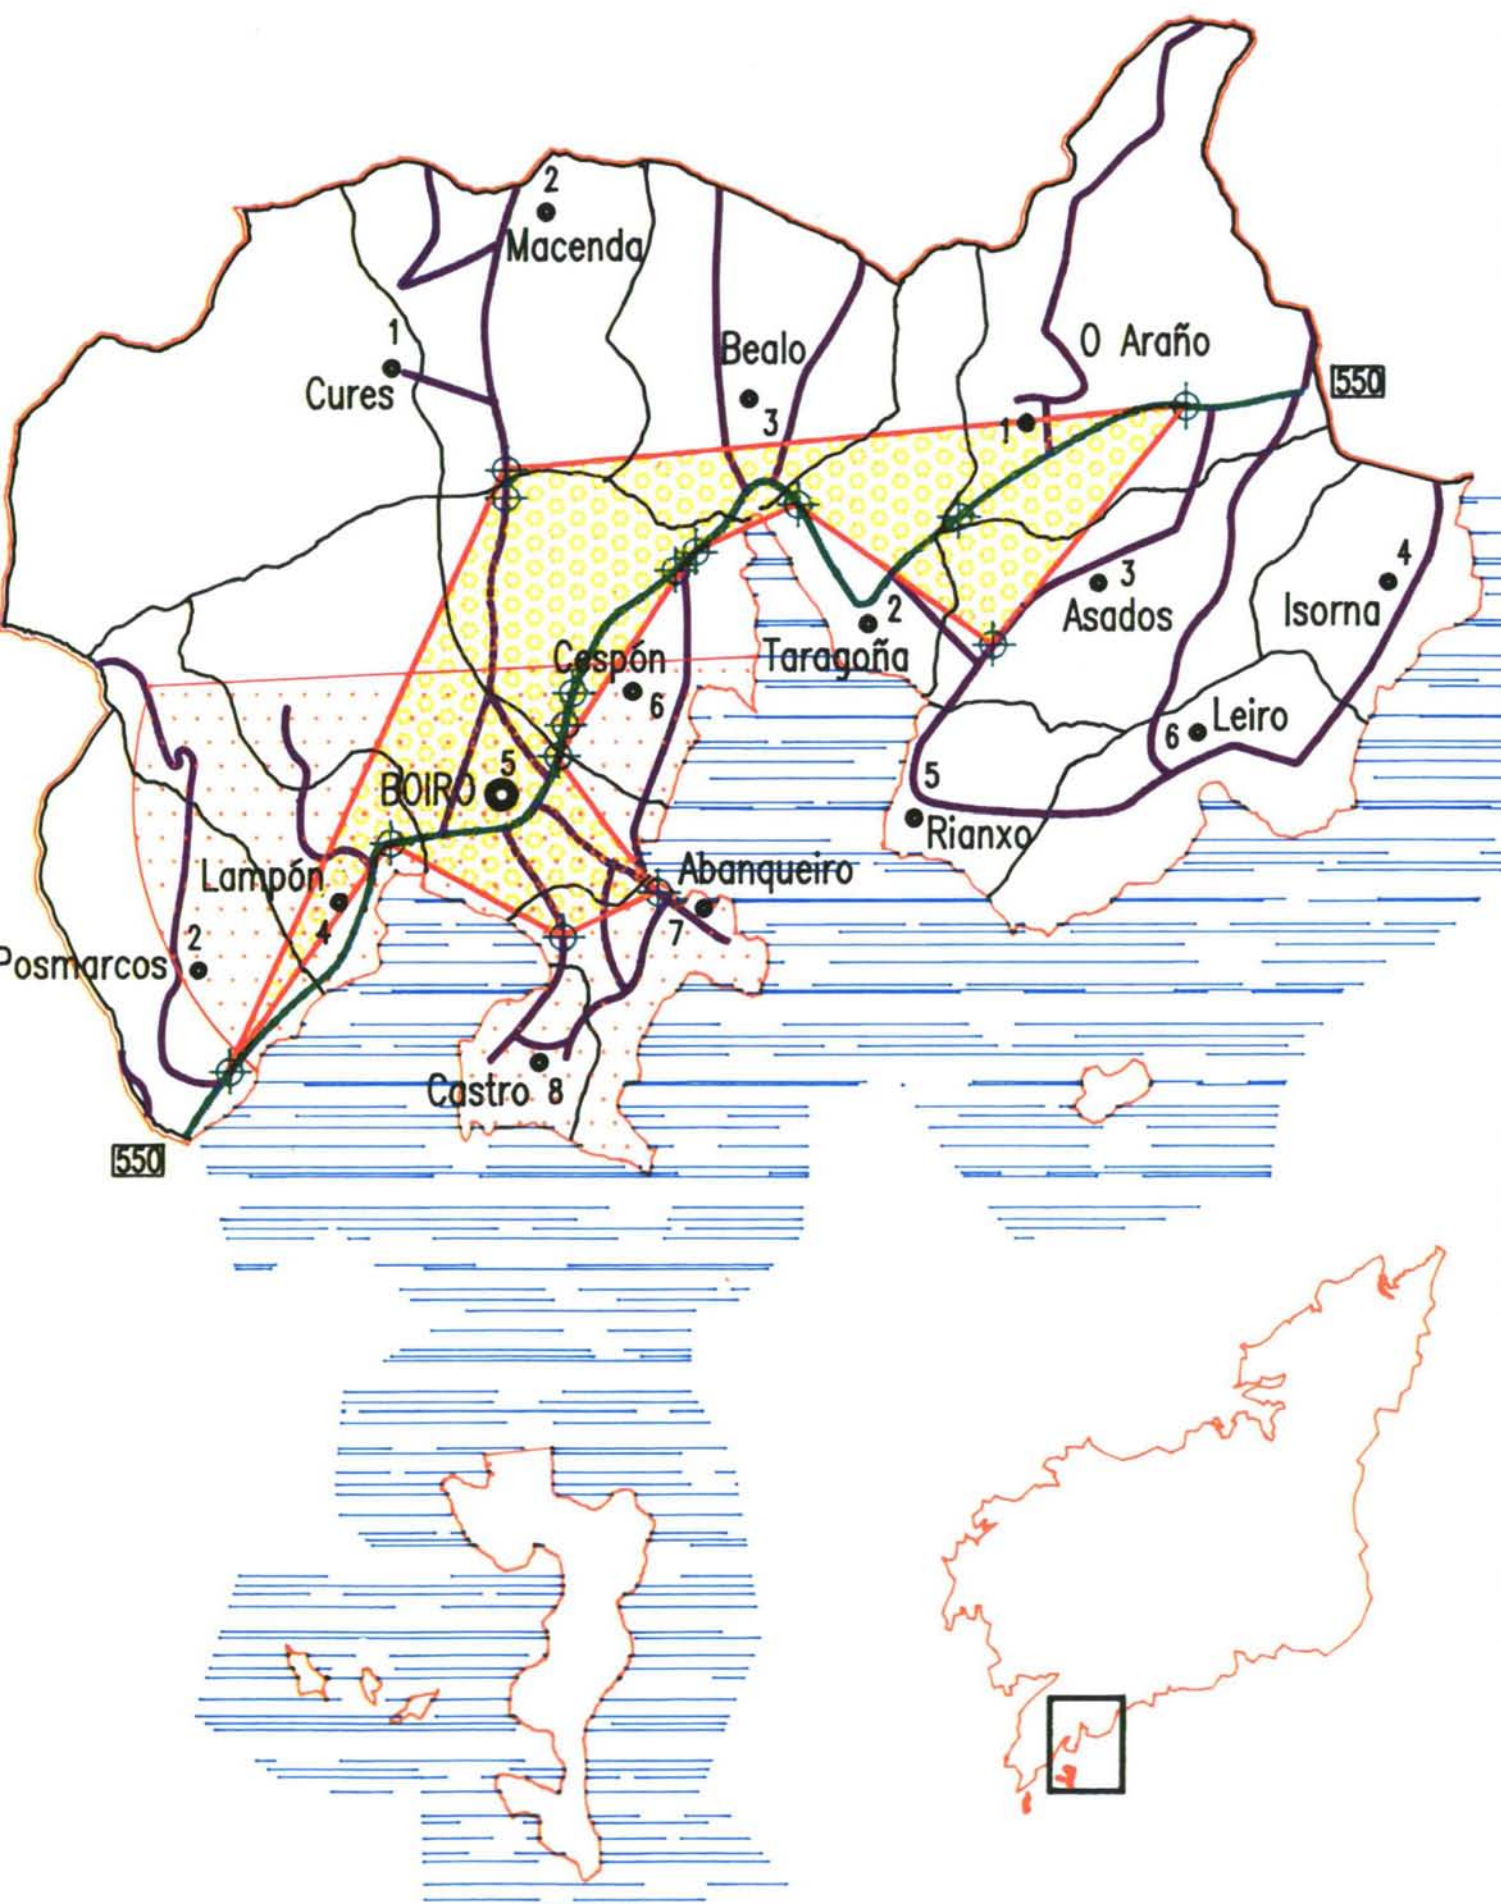 2
Macenda
1
Cures
Bealo
3
O Araño
550
1
4
3
Asados
Isorna
2
Taragoña
Cespón
6
6 Leiro
5
BOIRO
5
Rianxo
Lampón
4
Abanqueiro
7
2
Posmarcos
Castro 8
550